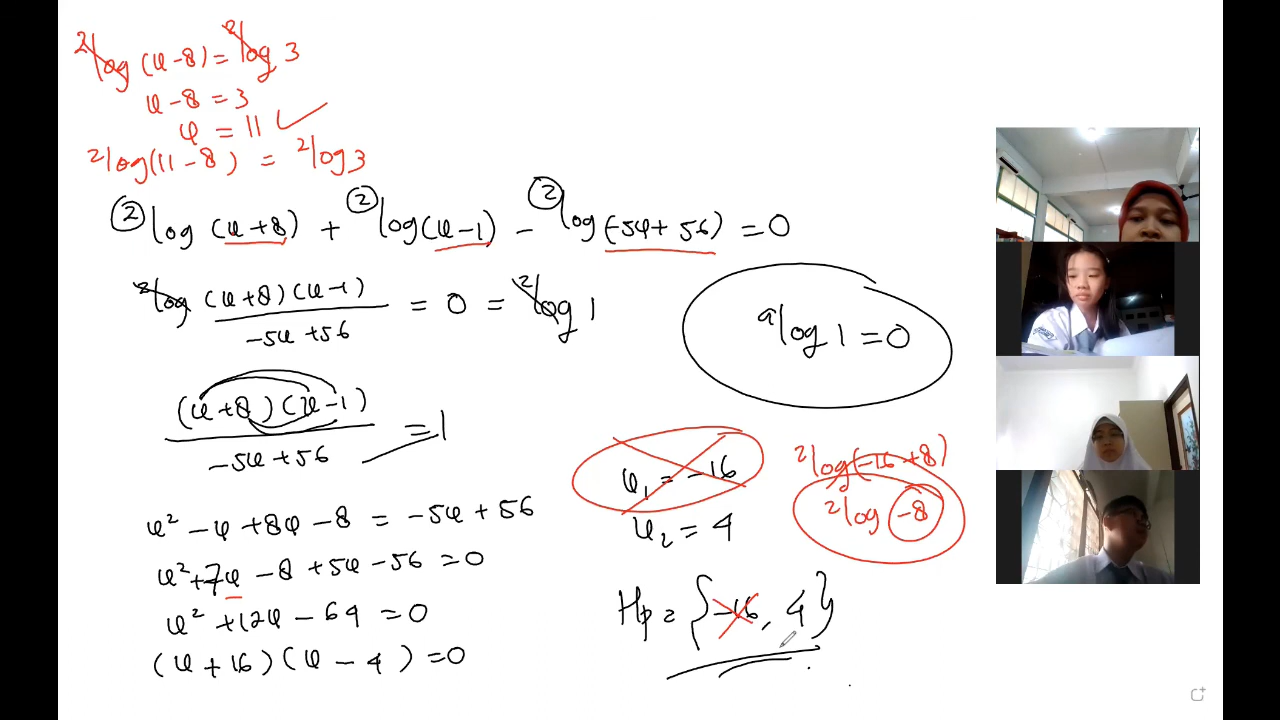 ²log (x-8) = ²log 3
x-8 = 3
x = 11 ✓
²log(11-8) = ²log 3
²log (x+8) + ²log(x-1) - ²log(-5x+56) = 0
²log (x+8)(x-1) / -5x+56 = 0 = ²log 1
ᵃlog 1 = 0
(x+8)(x-1) / -5x+56 = 1
x² - x + 8x - 8 = -5x + 56
x² + 7x - 8 + 5x - 56 = 0
x² + 12x - 64 = 0
(x + 16)(x - 4) = 0
x₁ = -16
x₂ = 4
²log(-16+8)
²log -8
Hp = {-16, 4}